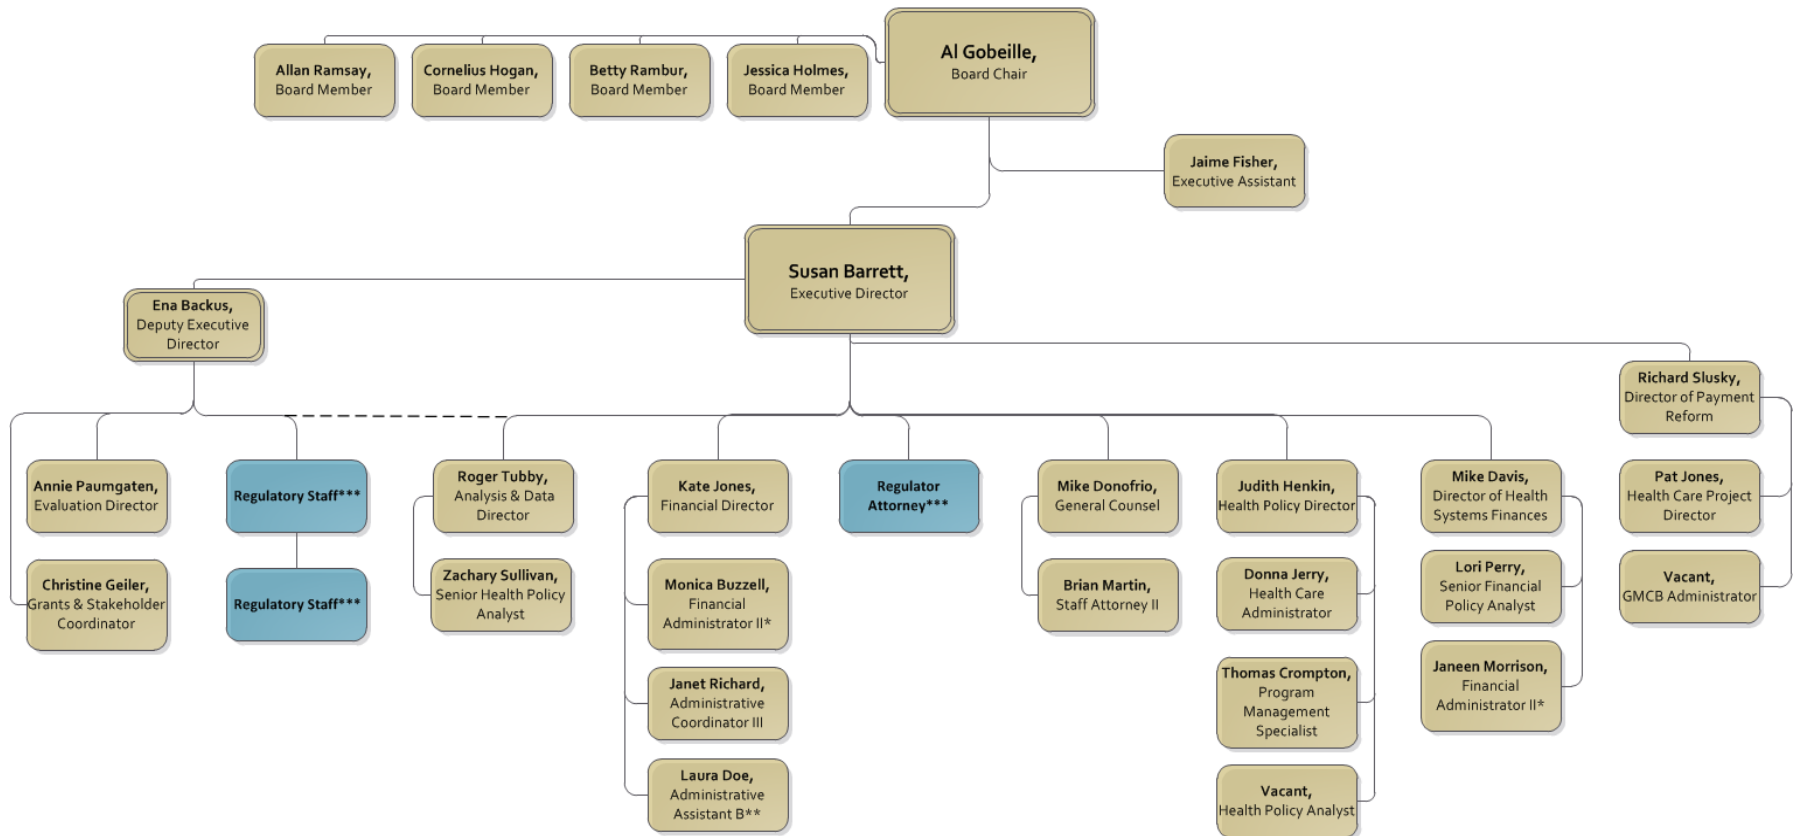 Al Gobeille,
Board Chair
Allan Ramsay,
Board Member
Cornelius Hogan,
Board Member
Betty Rambur,
Board Member
Jessica Holmes,
Board Member
Jaime Fisher,
Executive Assistant
Susan Barrett,
Executive Director
Ena Backus,
Deputy Executive
Director
Richard Slusky,
Director of Payment
Reform
Annie Paumgaten,
Evaluation Director
Regulatory Staff***
Roger Tubby,
Analysis & Data
Director
Kate Jones,
Financial Director
Regulator
Attorney***
Mike Donofrio,
General Counsel
Judith Henkin,
Health Policy Director
Mike Davis,
Director of Health
Systems Finances
Pat Jones,
Health Care Project
Director
Christine Geiler,
Grants & Stakeholder
Coordinator
Regulatory Staff***
Zachary Sullivan,
Senior Health Policy
Analyst
Monica Buzzell,
Financial
Administrator II*
Brian Martin,
Staff Attorney II
Donna Jerry,
Health Care
Administrator
Lori Perry,
Senior Financial
Policy Analyst
Vacant,
GMCB Administrator
Janet Richard,
Administrative
Coordinator III
Thomas Crompton,
Program
Management
Specialist
Janeen Morrison,
Financial
Administrator II*
Laura Doe,
Administrative
Assistant B**
Vacant,
Health Policy Analyst